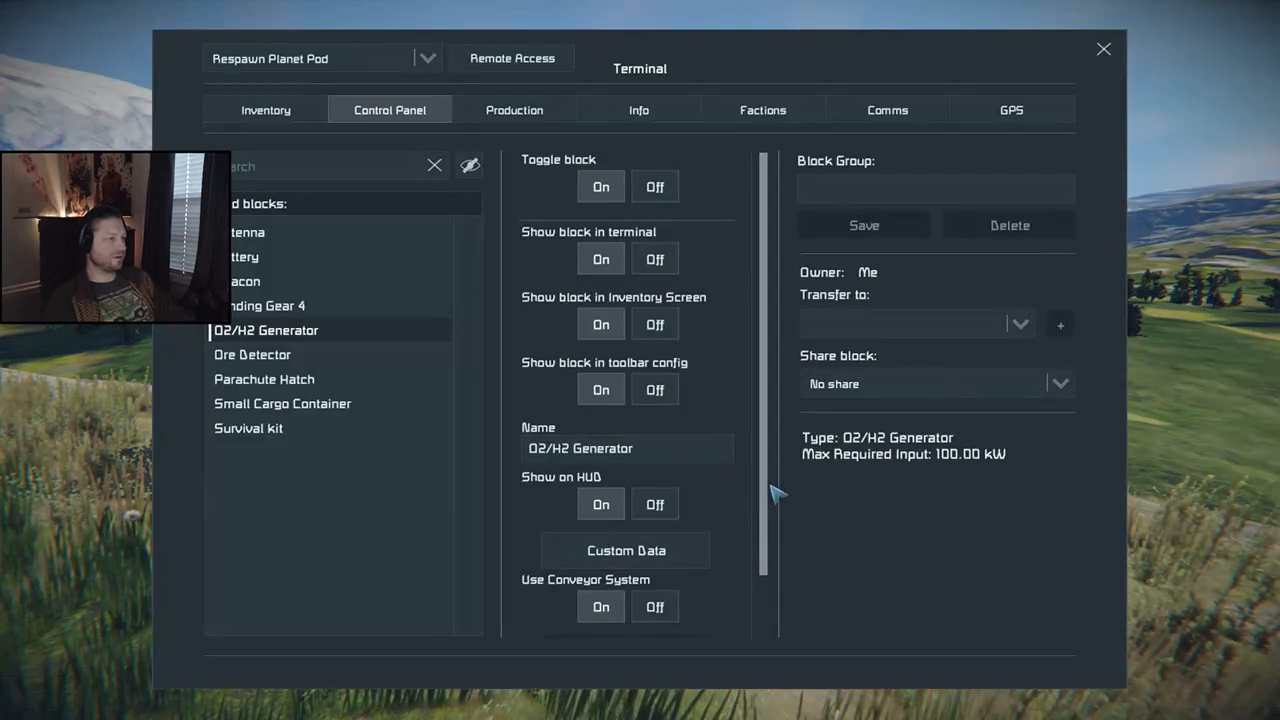 Respawn Planet Pod
Remote Access
Terminal
Inventory
Control Panel
Production
Info
Factions
Comms
GPS
arch
d blocks:
tenna
ttery
acon
nding Gear 4
O2/H2 Generator
Ore Detector
Parachute Hatch
Small Cargo Container
Survival kit
Toggle block
On Off
Show block in terminal
On Off
Show block in Inventory Screen
On Off
Show block in toolbar config
On Off
Name
O2/H2 Generator
Show on HUD
On Off
Custom Data
Use Conveyor System
On Off
Block Group:
Save Delete
Owner: Me
Transfer to:
+
Share block:
No share
Type: O2/H2 Generator
Max Required Input: 100.00 kW